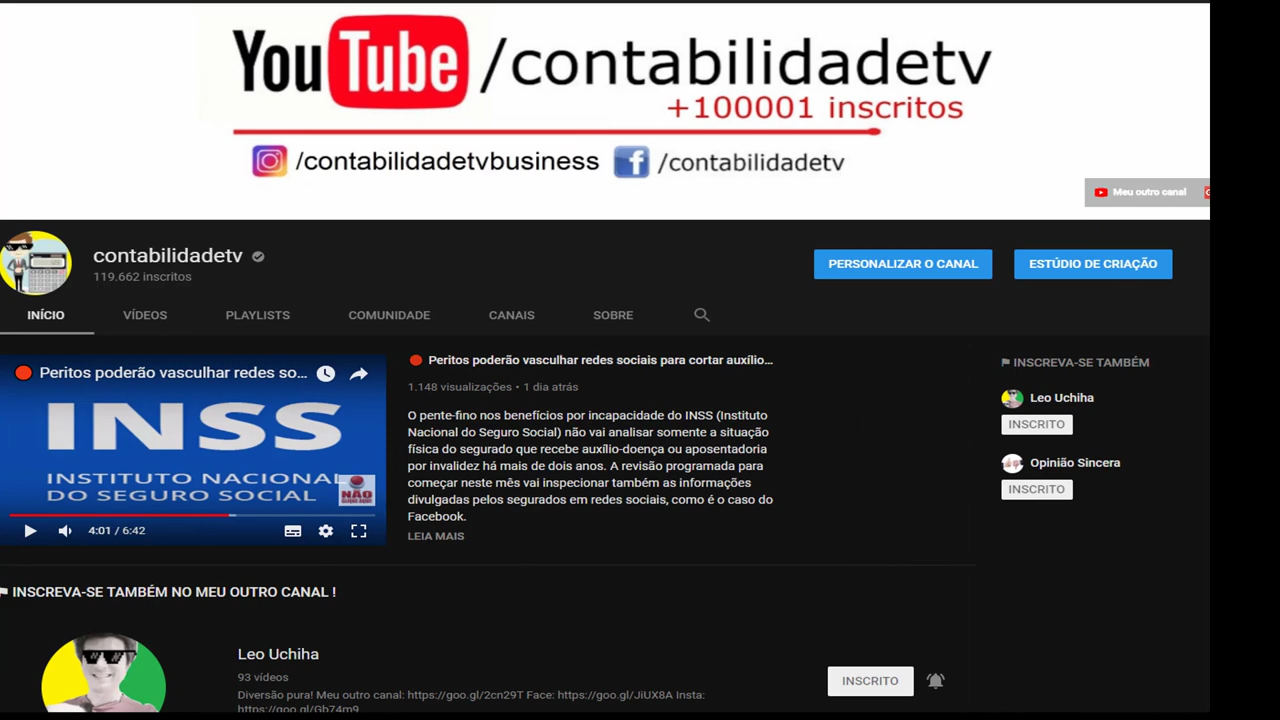 YouTube /contabilidadetv
+100001 inscritos
/contabilidadetvbusiness /contabilidadetv
Meu outro canal
contabilidadetv
119.662 inscritos
PERSONALIZAR O CANAL ESTÚDIO DE CRIAÇÃO
INÍCIO VÍDEOS PLAYLISTS COMUNIDADE CANAIS SOBRE
Peritos poderão vasculhar redes so...
INSS
INSTITUTO NACIONAL
DO SEGURO SOCIAL
NÃO
4:01 / 6:42
Peritos poderão vasculhar redes sociais para cortar auxílio...
1.148 visualizações • 1 dia atrás
O pente-fino nos benefícios por incapacidade do INSS (Instituto
Nacional do Seguro Social) não vai analisar somente a situação
física do segurado que recebe auxílio-doença ou aposentadoria
por invalidez há mais de dois anos. A revisão programada para
começar neste mês vai inspecionar também as informações
divulgadas pelos segurados em redes sociais, como é o caso do
Facebook.
LEIA MAIS
INSCREVA-SE TAMBÉM
Leo Uchiha
INSCRITO
Opinião Sincera
INSCRITO
INSCREVA-SE TAMBÉM NO MEU OUTRO CANAL !
Leo Uchiha
93 vídeos
Diversão pura! Meu outro canal: https://goo.gl/2cn29T Face: https://goo.gl/JiUX8A Insta:
https://goo.gl/Gb74m9
INSCRITO